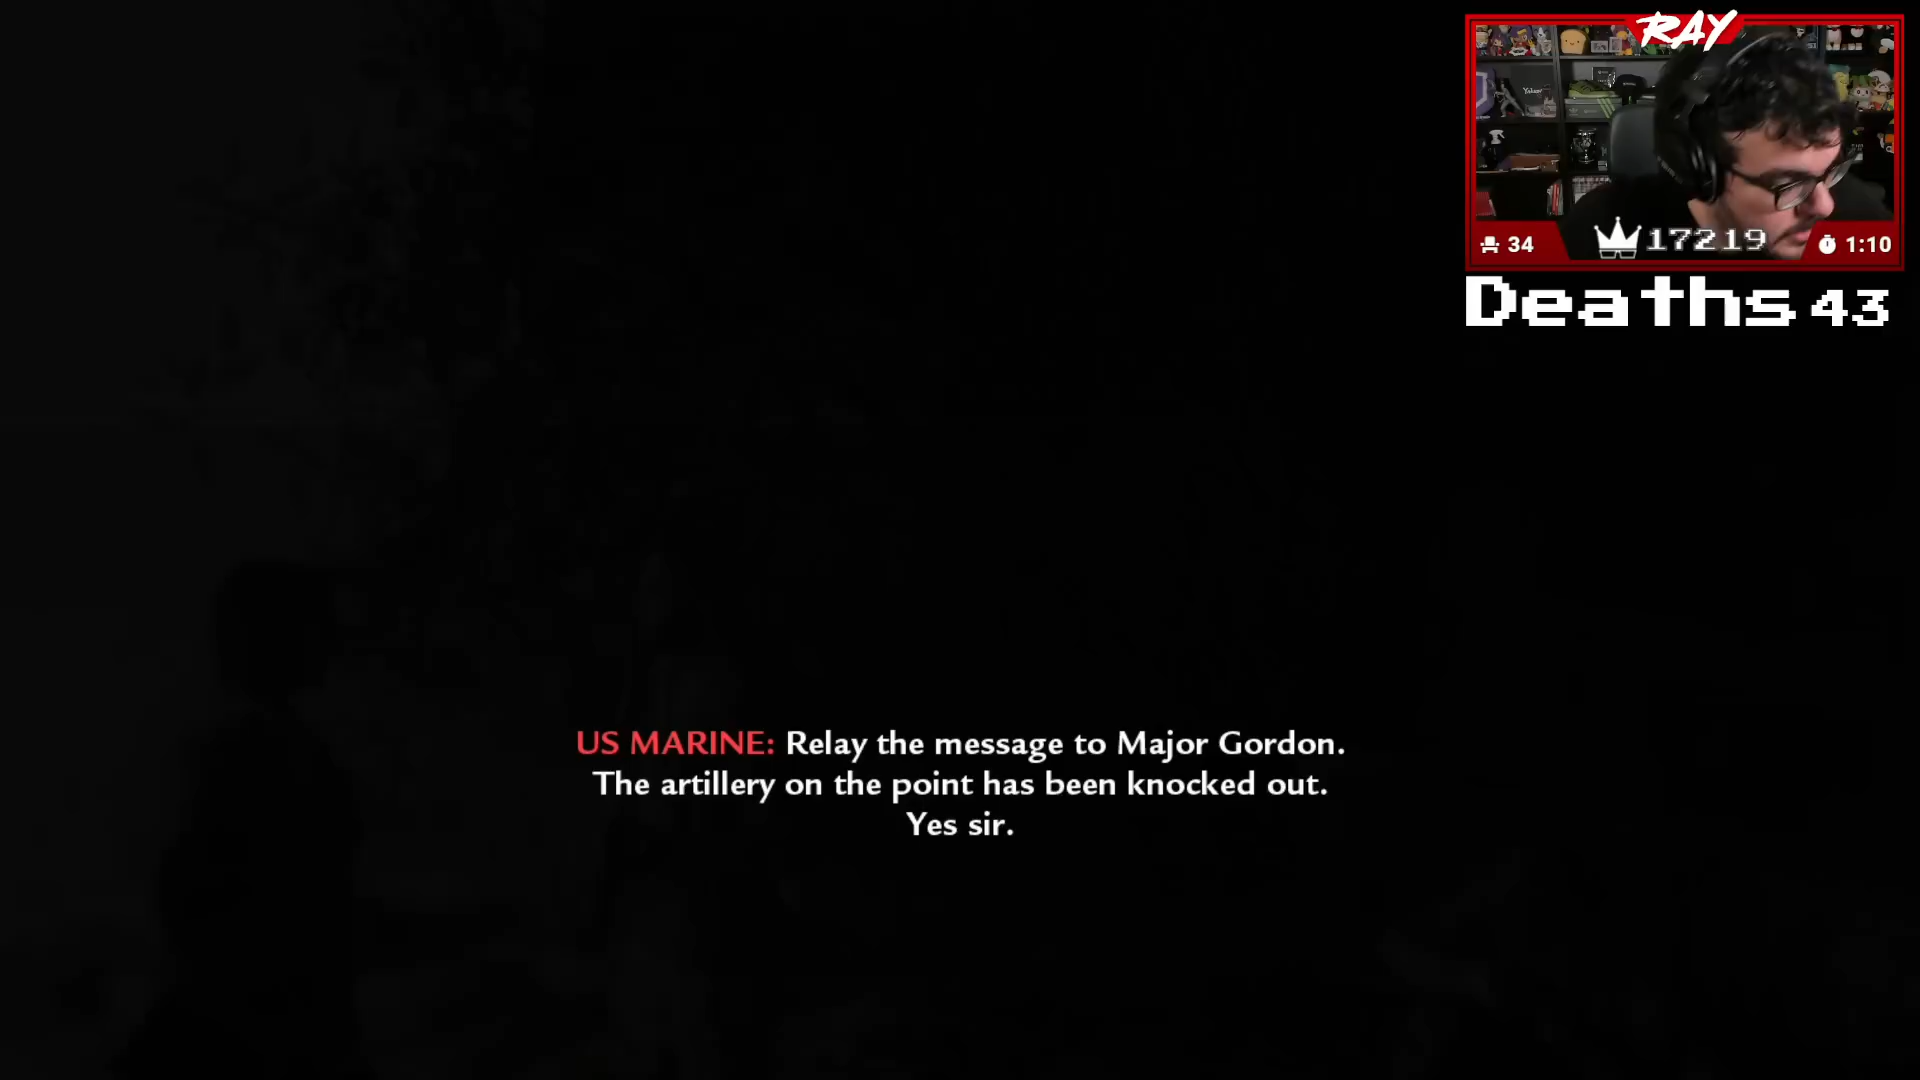 RAY
34
17219
1:10
Deaths 43
US MARINE: Relay the message to Major Gordon.
The artillery on the point has been knocked out.
Yes sir.